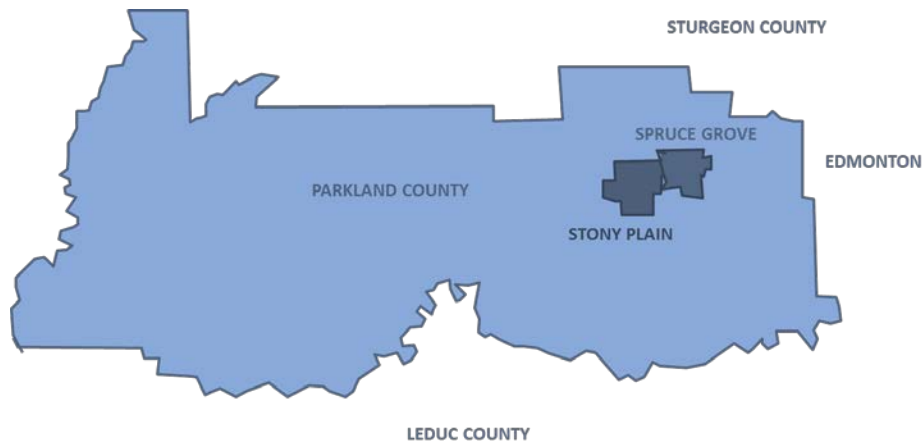 STURGEON COUNTY
SPRUCE GROVE
EDMONTON
PARKLAND COUNTY
STONY PLAIN
LEDUC COUNTY